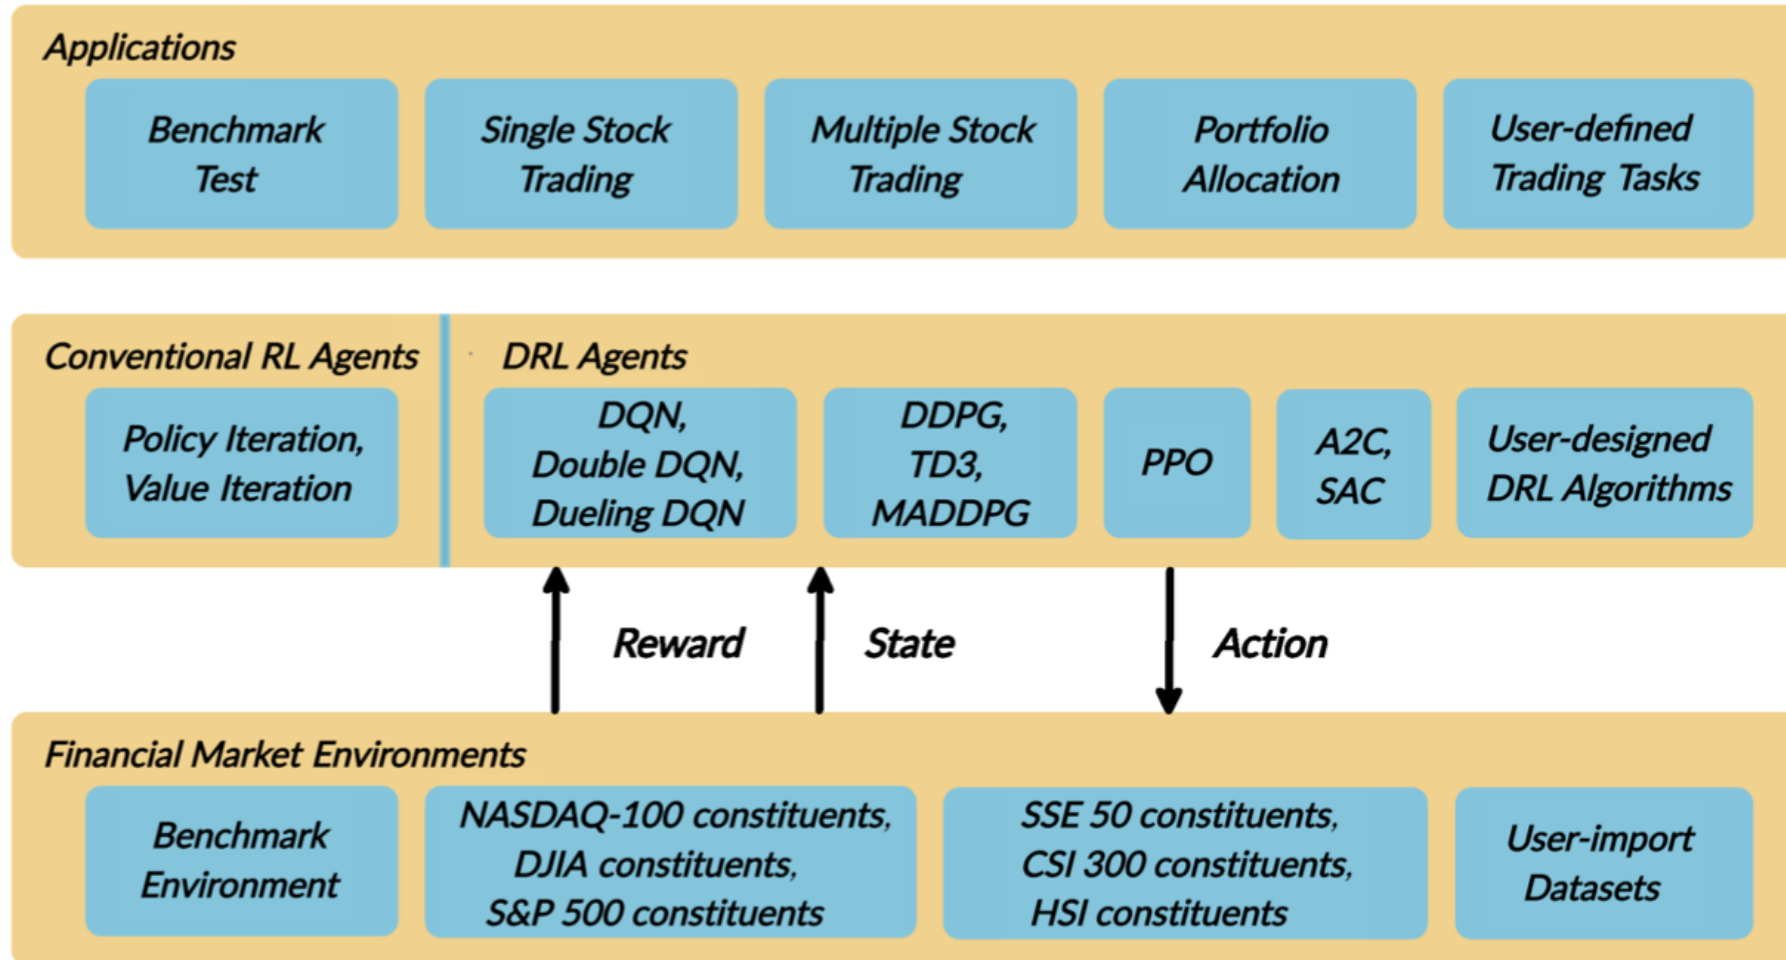 Applications
Benchmark
Test
Single Stock
Trading
Multiple Stock
Trading
Portfolio
Allocation
User-defined
Trading Tasks
Conventional RL Agents
Policy Iteration,
Value Iteration
DRL Agents
DQN,
Double DQN,
Dueling DQN
DDPG,
TD3,
MADDPG
PPO
A2C,
SAC
User-designed
DRL Algorithms
Reward
State
Action
Financial Market Environments
Benchmark
Environment
NASDAQ-100 constituents,
DJIA constituents,
S&P 500 constituents
SSE 50 constituents,
CSI 300 constituents,
HSI constituents
User-import
Datasets